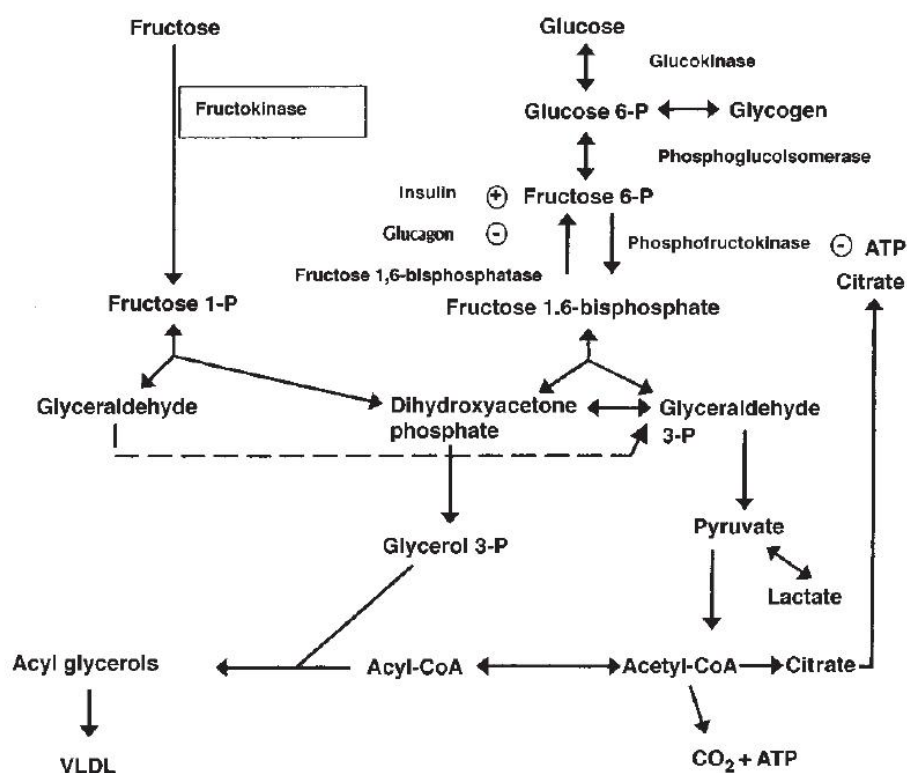 Fructose
Glucose
Glucokinase
Fructokinase
Glucose 6-P
Glycogen
Phosphoglucolsomerase
Insulin
+
Fructose 6-P
Glucagon
-
Phosphofructokinase
-
ATP
Citrate
Fructose 1,6-bisphosphatase
Fructose 1-P
Fructose 1.6-bisphosphate
Glyceraldehyde
Dihydroxyacetone
phosphate
Glyceraldehyde
3-P
Pyruvate
Glycerol 3-P
Lactate
Acyl glycerols
Acyl-CoA
Acetyl-CoA
Citrate
VLDL
CO₂ + ATP